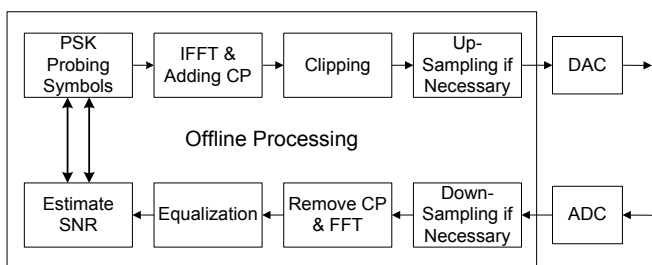 PSK
Probing
Symbols
IFFT &
Adding CP
Clipping
Up-
Sampling if
Necessary
DAC
Offline Processing
Estimate
SNR
Equalization
Remove CP
& FFT
Down-
Sampling if
Necessary
ADC